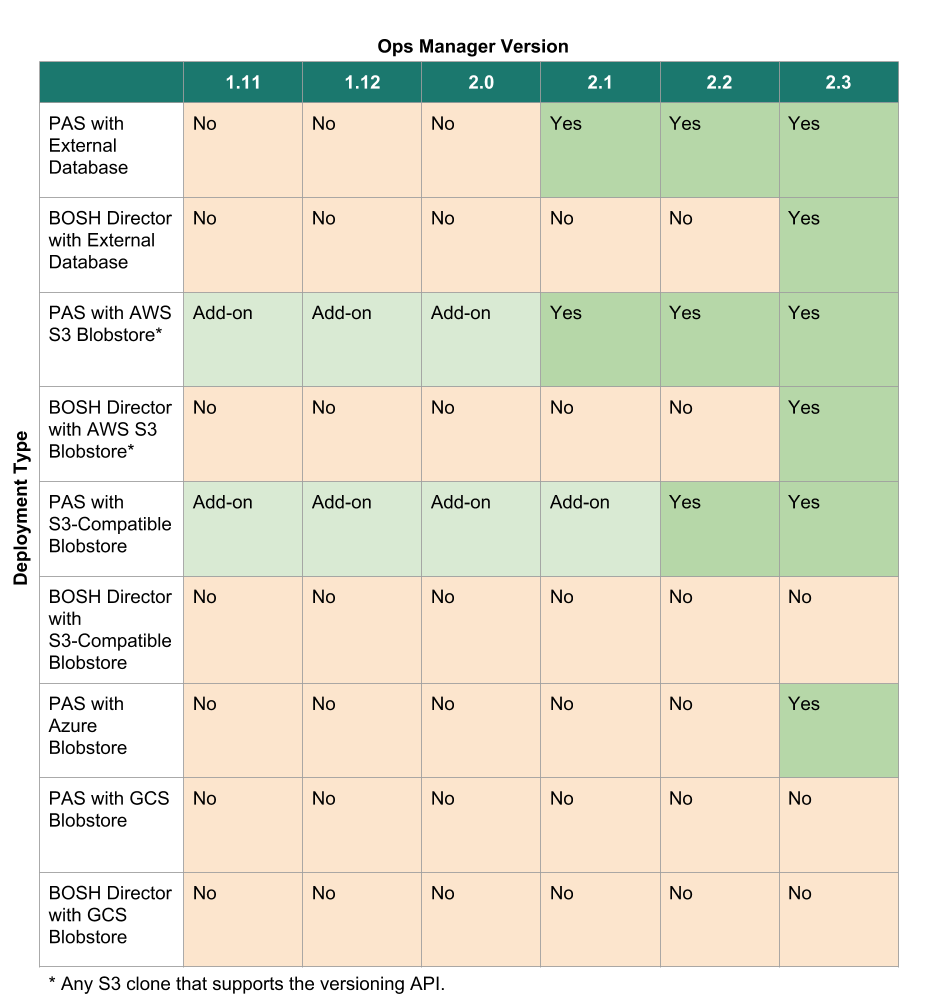 Ops Manager Version
1.11 1.12 2.0 2.1 2.2 2.3
Deployment Type
PAS with No No No Yes Yes Yes
External
Database
BOSH Director No No No No No Yes
with External
Database
PAS with AWS Add-on Add-on Add-on Yes Yes Yes
S3 Blobstore*
BOSH Director No No No No No Yes
with AWS S3
Blobstore*
PAS with Add-on Add-on Add-on Add-on Yes Yes
S3-Compatible
Blobstore
BOSH Director No No No No No No
with
S3-Compatible
Blobstore
PAS with No No No No No Yes
Azure
Blobstore
PAS with GCS No No No No No No
Blobstore
BOSH Director No No No No No No
with GCS
Blobstore
* Any S3 clone that supports the versioning API.